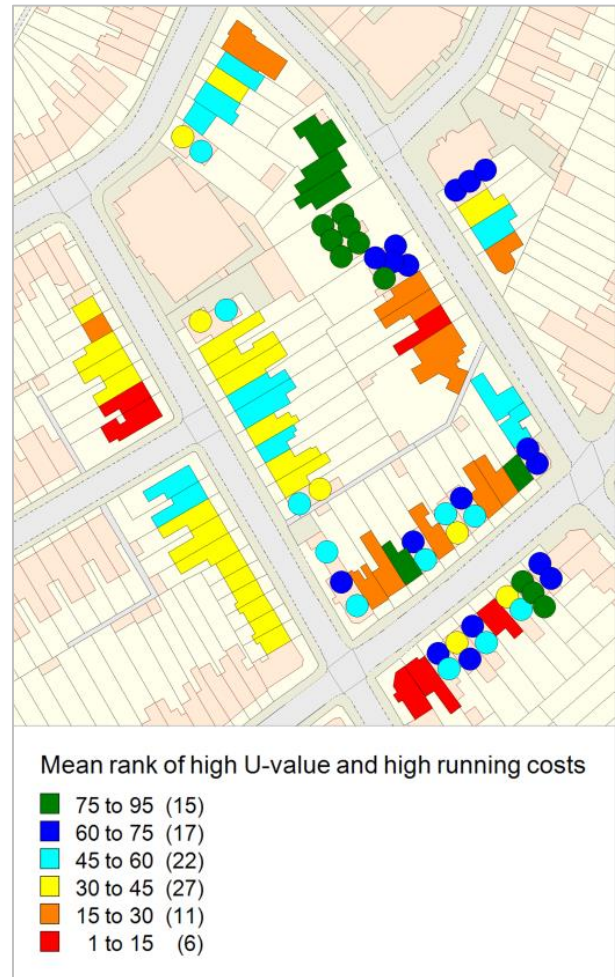 Mean rank of high U-value and high running costs
75 to 95 (15)
60 to 75 (17)
45 to 60 (22)
30 to 45 (27)
15 to 30 (11)
1 to 15 (6)